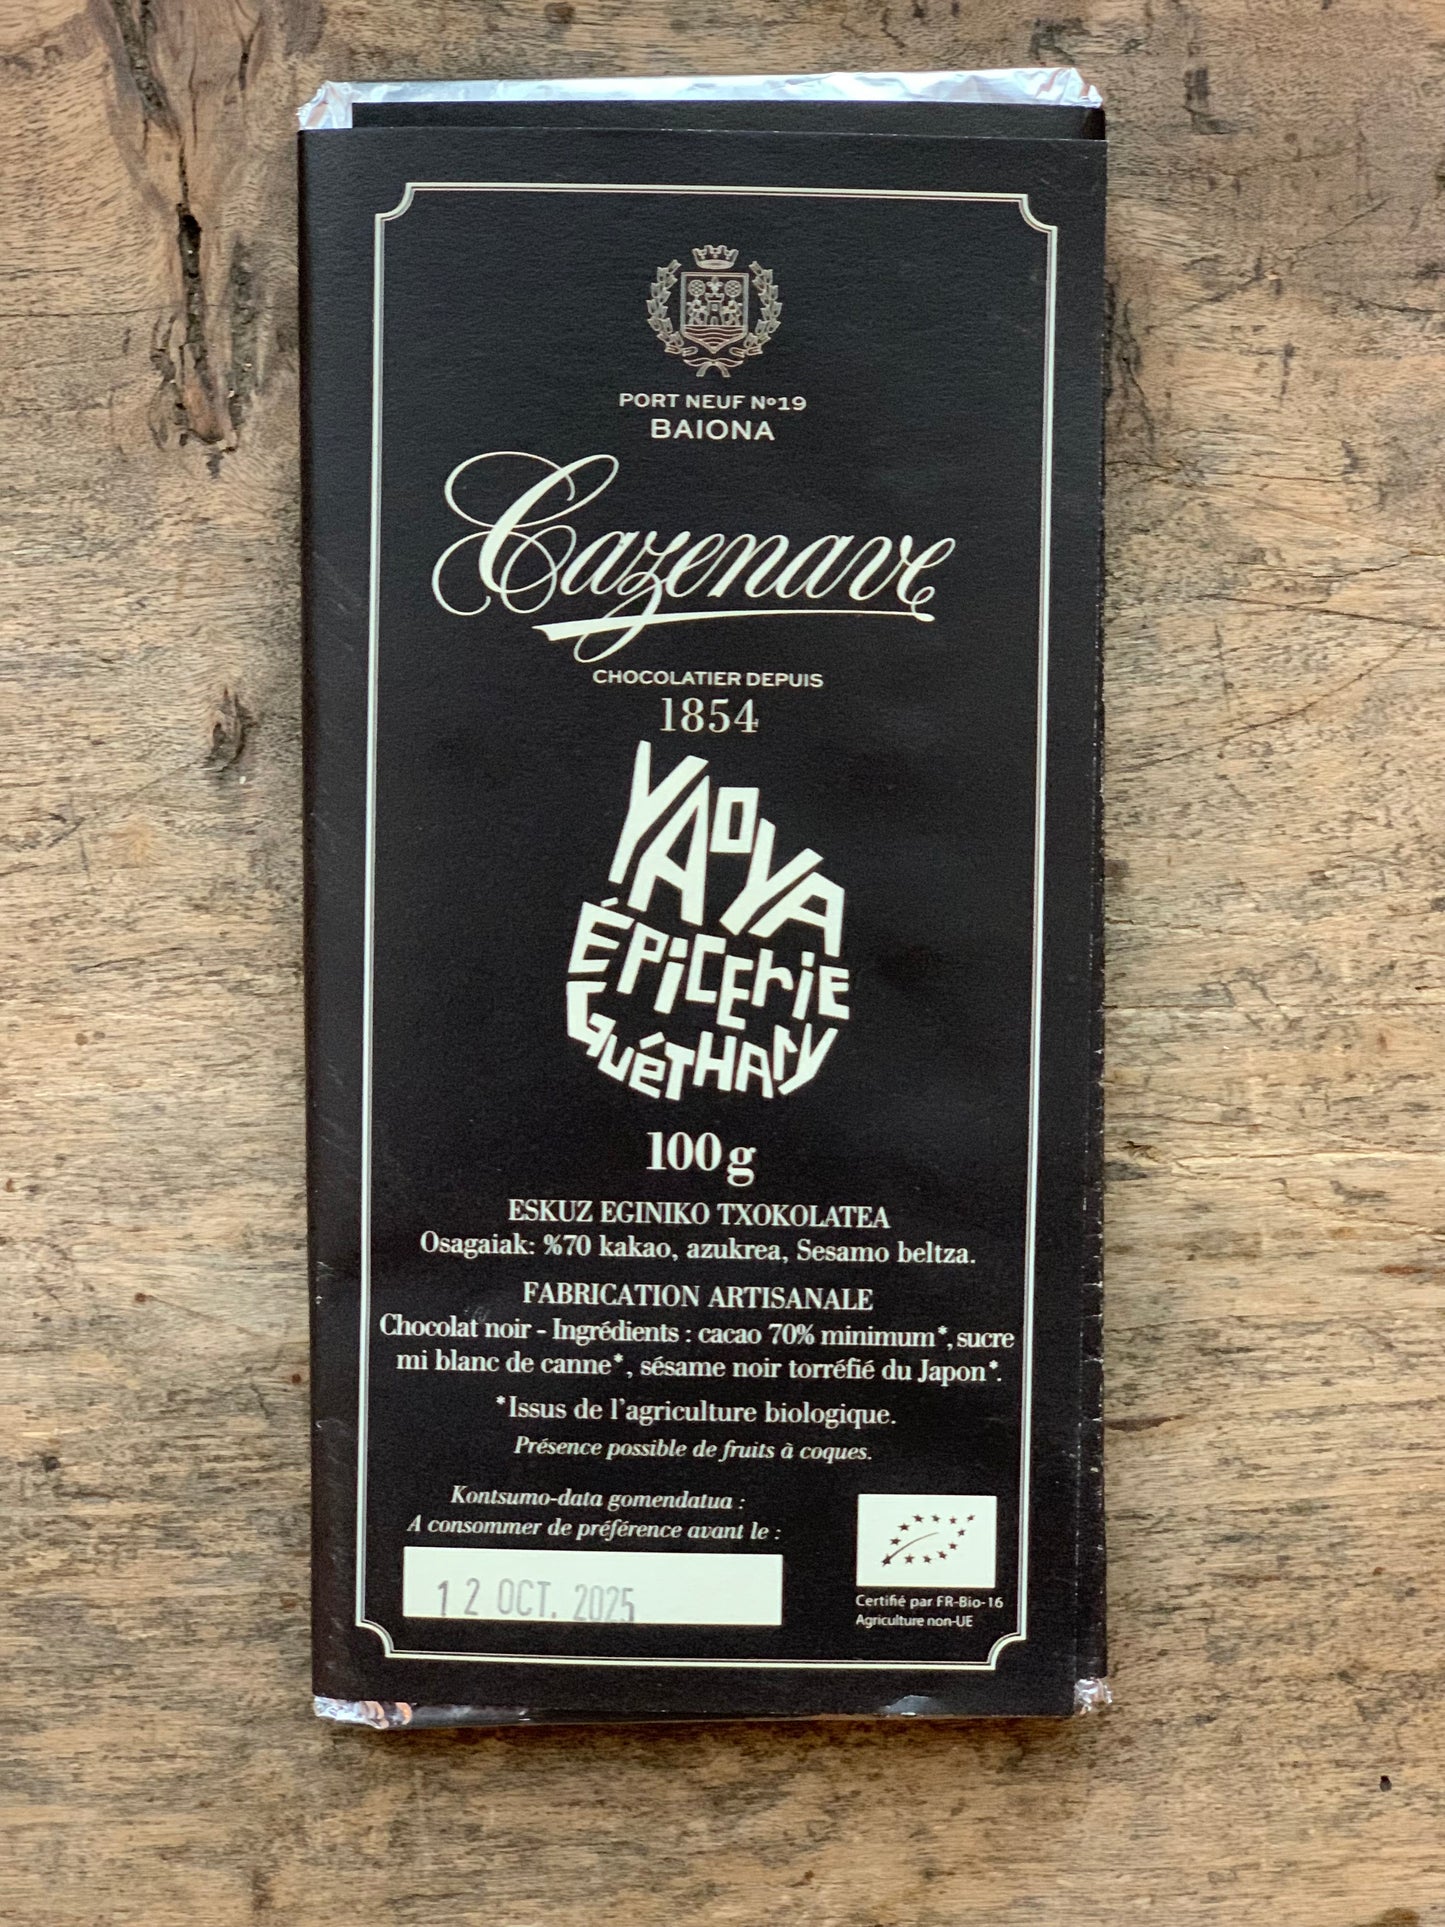 PORT NEUF Nº19
BAIONA
Cazenave
CHOCOLATIER DEPUIS
1854
YAOYA
ÉPICERIE
GUÉTHARY
100 g
ESKUZ EGINIKO TXOKOLATEA
Osagaiak: %70 kakao, azukrea, Sesamo beltza.
FABRICATION ARTISANALE
Chocolat noir - Ingrédients : cacao 70% minimum*, sucre
mi blanc de canne*, sésame noir torréfié du Japon*.
*Issus de l'agriculture biologique.
Présence possible de fruits à coques.
Kontsumo-data gomendatua :
A consommer de préférence avant le :
12 OCT. 2025
Certifié par FR-Bio-16
Agriculture non-UE